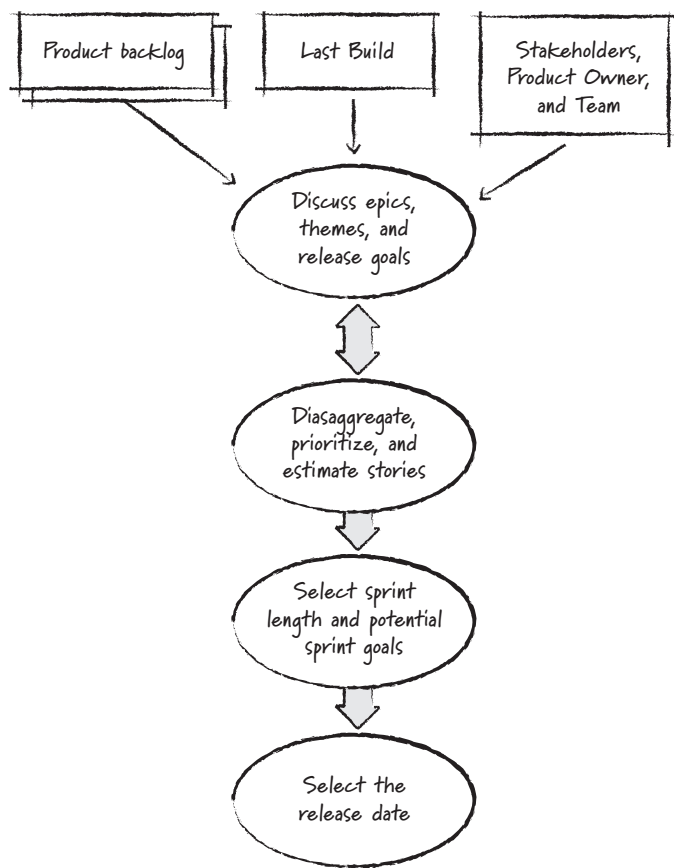 Product backlog
Last Build
Stakeholders,
Product Owner,
and Team
Discuss epics,
themes, and
release goals
Diasaggregate,
prioritize, and
estimate stories
Select sprint
length and potential
sprint goals
Select the
release date